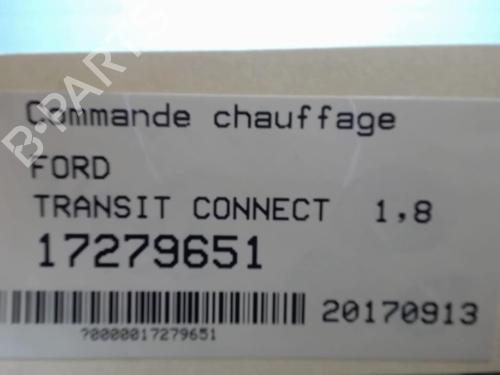 Commande chauffage
FORD
TRANSIT CONNECT 1,8
17279651
20170913
?0000017279651
B-PARTS